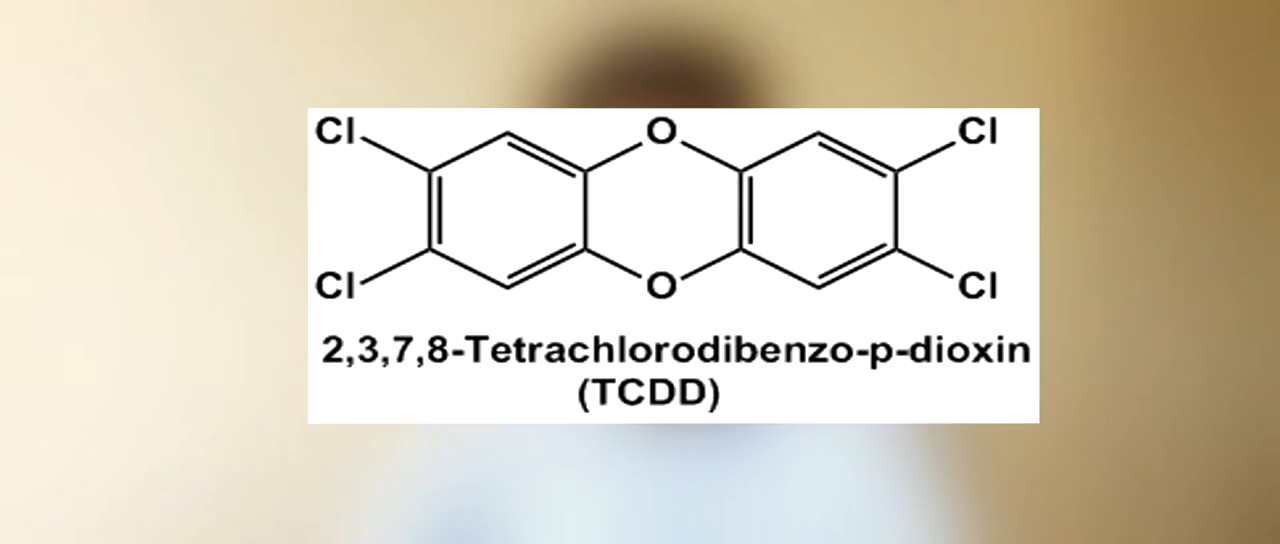 Cl O Cl
Cl O Cl
2,3,7,8-Tetrachlorodibenzo-p-dioxin
(TCDD)